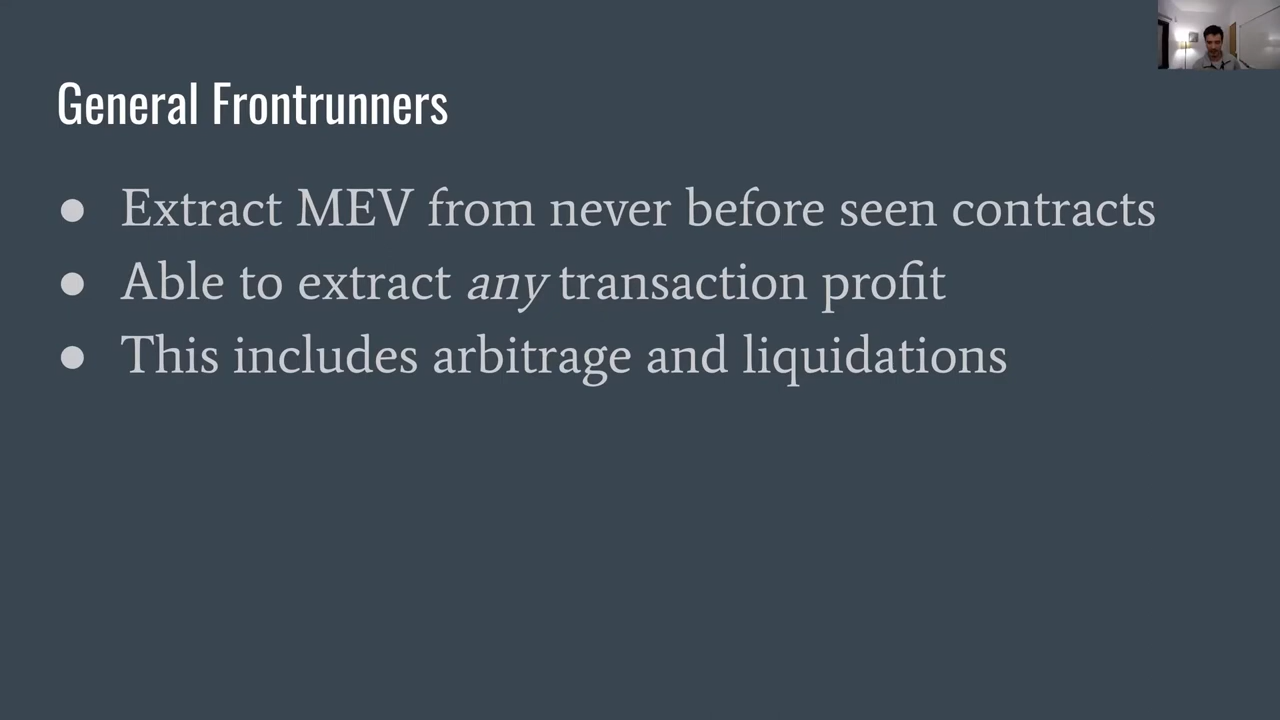 General Frontrunners
● Extract MEV from never before seen contracts
● Able to extract any transaction profit
● This includes arbitrage and liquidations